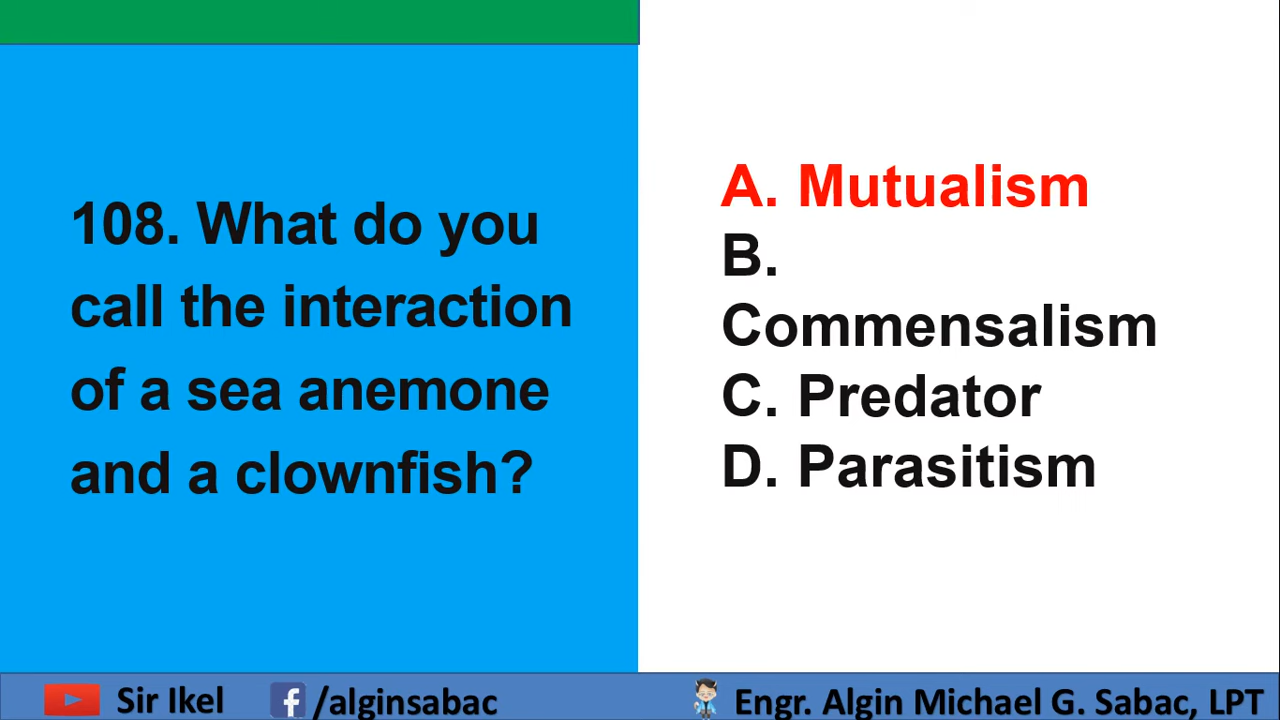 108. What do you
call the interaction
of a sea anemone
and a clownfish?
A. Mutualism
B.
Commensalism
C. Predator
D. Parasitism
Sir Ikel
/alginsabac
Engr. Algin Michael G. Sabac, LPT